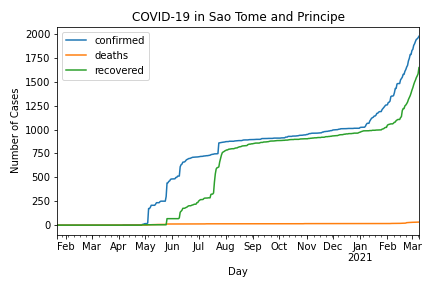 COVID-19 in Sao Tome and Principe
confirmed
deaths
recovered
2000
1750
1500
1250
1000
750
500
250
0
Number of Cases
Feb Mar Apr May Jun Jul Aug Sep Oct Nov Dec Jan Feb Mar
2021
Day